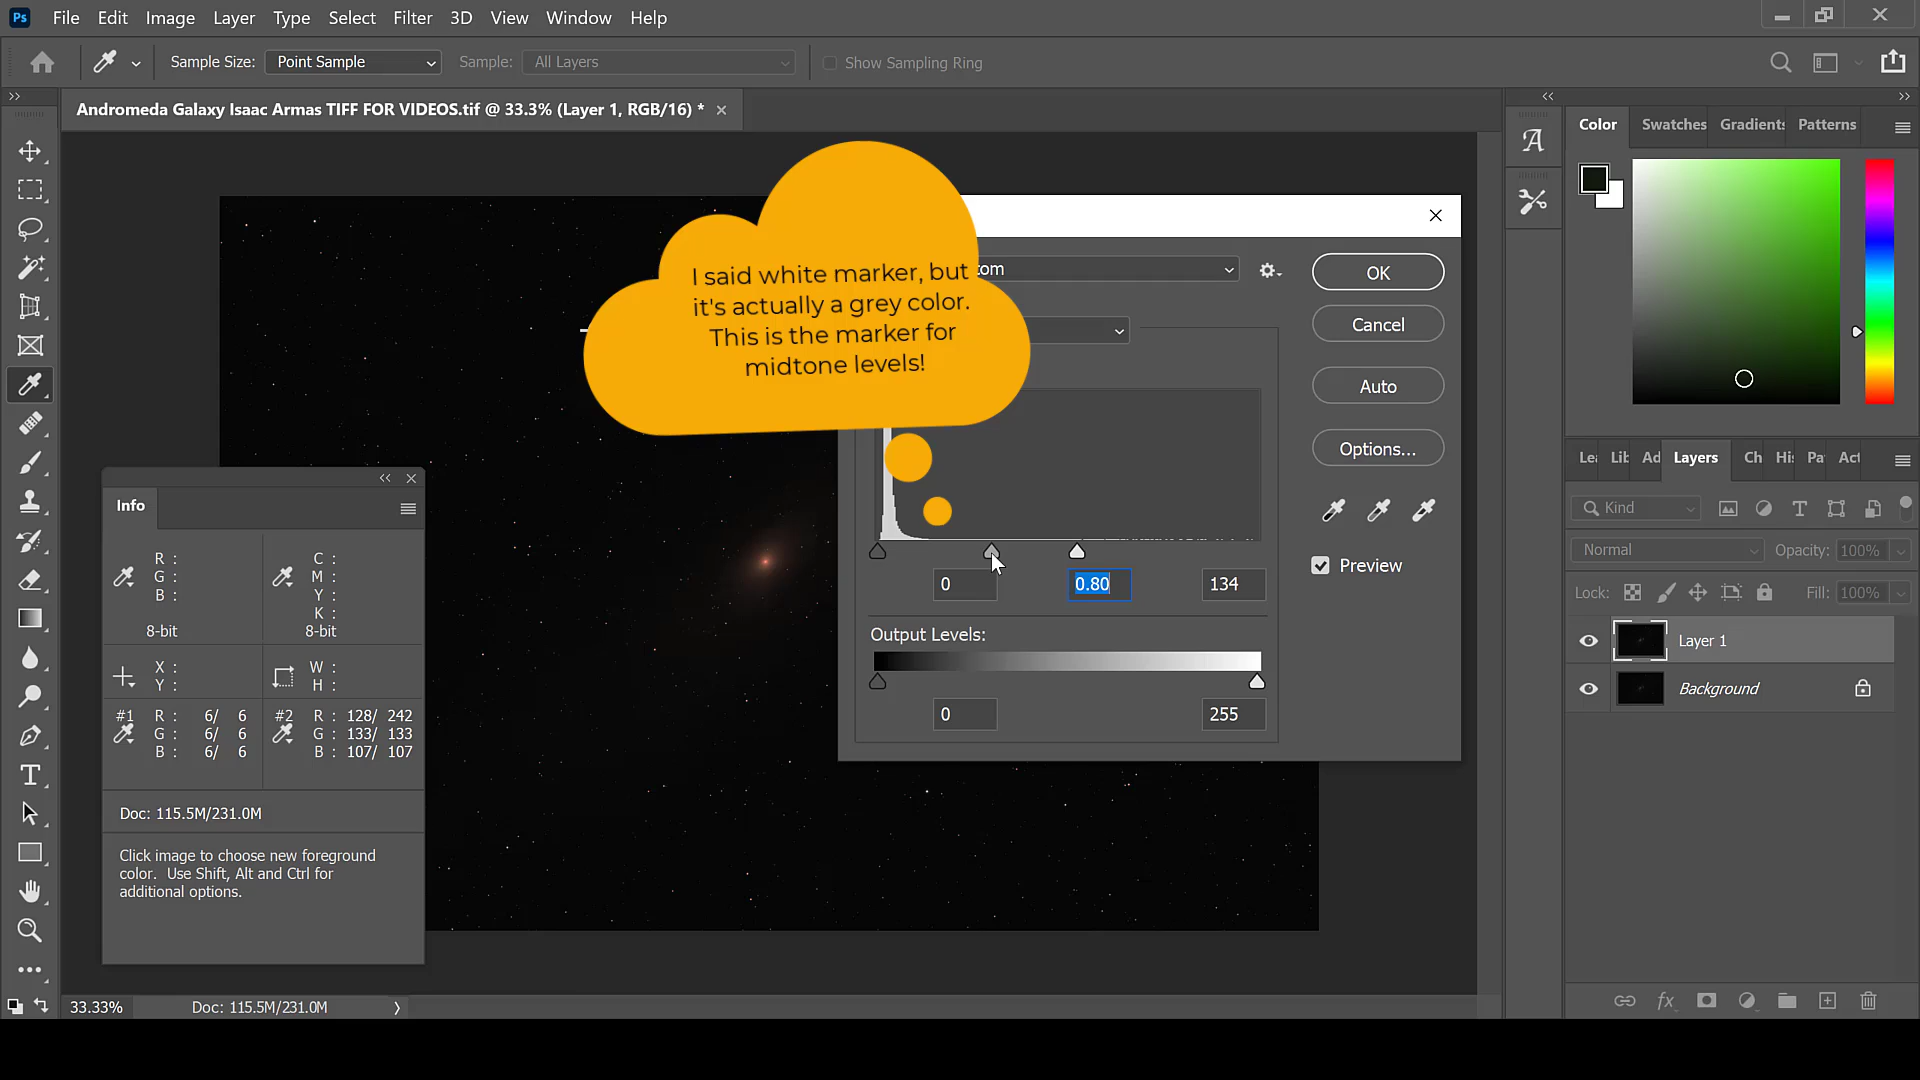 Ps File Edit Image Layer Type Select Filter 3D View Window Help
Sample Size: Point Sample Sample: All Layers Show Sampling Ring
Andromeda Galaxy Isaac Armas TIFF FOR VIDEOS.tif @ 33.3% (Layer 1, RGB/16) *
I said white marker, but
it's actually a grey color.
This is the marker for
midtone levels!
OK
Cancel
Auto
Options...
Preview
0 0.80 134
Output Levels:
0 255
Info
R :
G :
B :
8-bit
C :
M :
Y :
K :
8-bit
X :
Y :
W :
H :
#1 R : 6/ 6
G : 6/ 6
B : 6/ 6
#2 R : 128/ 242
G : 133/ 133
B : 107/ 107
Doc: 115.5M/231.0M
Click image to choose new foreground
color. Use Shift, Alt and Ctrl for
additional options.
33.33% Doc: 115.5M/231.0M
Color Swatches Gradients Patterns
Layers
Kind
Normal Opacity: 100%
Lock: Fill: 100%
Layer 1
Background